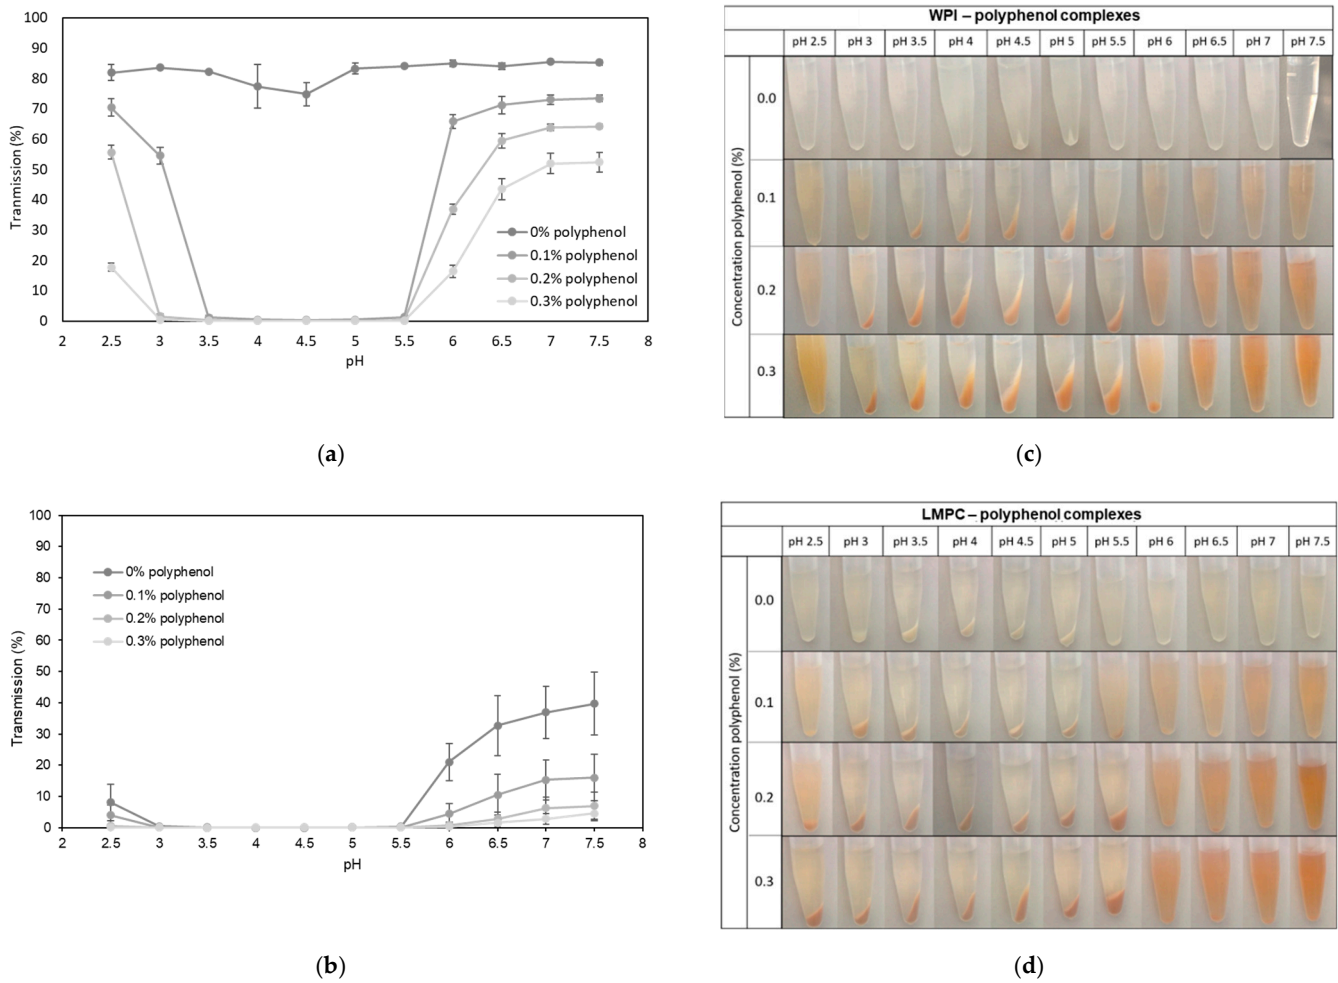 100
90
80
70
60
50
40
30
20
10
0
Tranmission (%)
2 2.5 3 3.5 4 4.5 5 5.5 6 6.5 7 7.5 8
pH
0% polyphenol
0.1% polyphenol
0.2% polyphenol
0.3% polyphenol
(a)
WPI – polyphenol complexes
pH 2.5 pH 3 pH 3.5 pH 4 pH 4.5 pH 5 pH 5.5 pH 6 pH 6.5 pH 7 pH 7.5
Concentration polyphenol (%)
0.0
0.1
0.2
0.3
(c)
100
90
80
70
60
50
40
30
20
10
0
Transmission (%)
0% polyphenol
0.1% polyphenol
0.2% polyphenol
0.3% polyphenol
2 2.5 3 3.5 4 4.5 5 5.5 6 6.5 7 7.5 8
pH
(b)
LMPC – polyphenol complexes
pH 2.5 pH 3 pH 3.5 pH 4 pH 4.5 pH 5 pH 5.5 pH 6 pH 6.5 pH 7 pH 7.5
Concentration polyphenol (%)
0.0
0.1
0.2
0.3
(d)